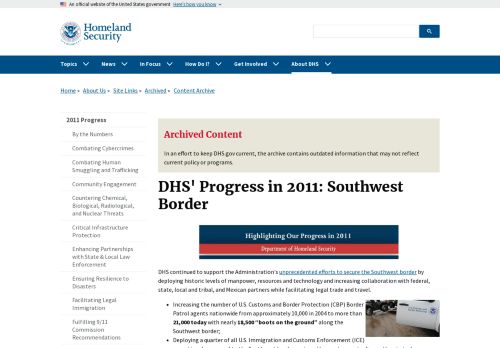 An official website of the United States government Here's how you know
Homeland
Security
Topics News In Focus How Do I? Get Involved About DHS
Home » About Us » Site Links » Archived » Content Archive
2011 Progress
By the Numbers
Combating Cybercrimes
Combating Human
Smuggling and Trafficking
Community Engagement
Countering Chemical,
Biological, Radiological,
and Nuclear Threats
Critical Infrastructure
Protection
Enhancing Partnerships
with State & Local Law
Enforcement
Ensuring Resilience to
Disasters
Facilitating Legal
Immigration
Fulfilling 9/11
Commission
Recommendations
Archived Content
In an effort to keep DHS.gov current, the archive contains outdated information that may not reflect
current policy or programs.
DHS' Progress in 2011: Southwest
Border
Highlighting Our Progress in 2011
Department of Homeland Security
DHS continued to support the Administration's unprecedented efforts to secure the Southwest border by
deploying historic levels of manpower, resources and technology and increasing collaboration with federal,
state, local and tribal, and Mexican partners while facilitating legal trade and travel.
• Increasing the number of U.S. Customs and Border Protection (CBP) Border
Patrol agents nationwide from approximately 10,000 in 2004 to more than
21,000 today with nearly 18,500 "boots on the ground" along the
Southwest border;
• Deploying a quarter of all U.S. Immigration and Customs Enforcement (ICE)